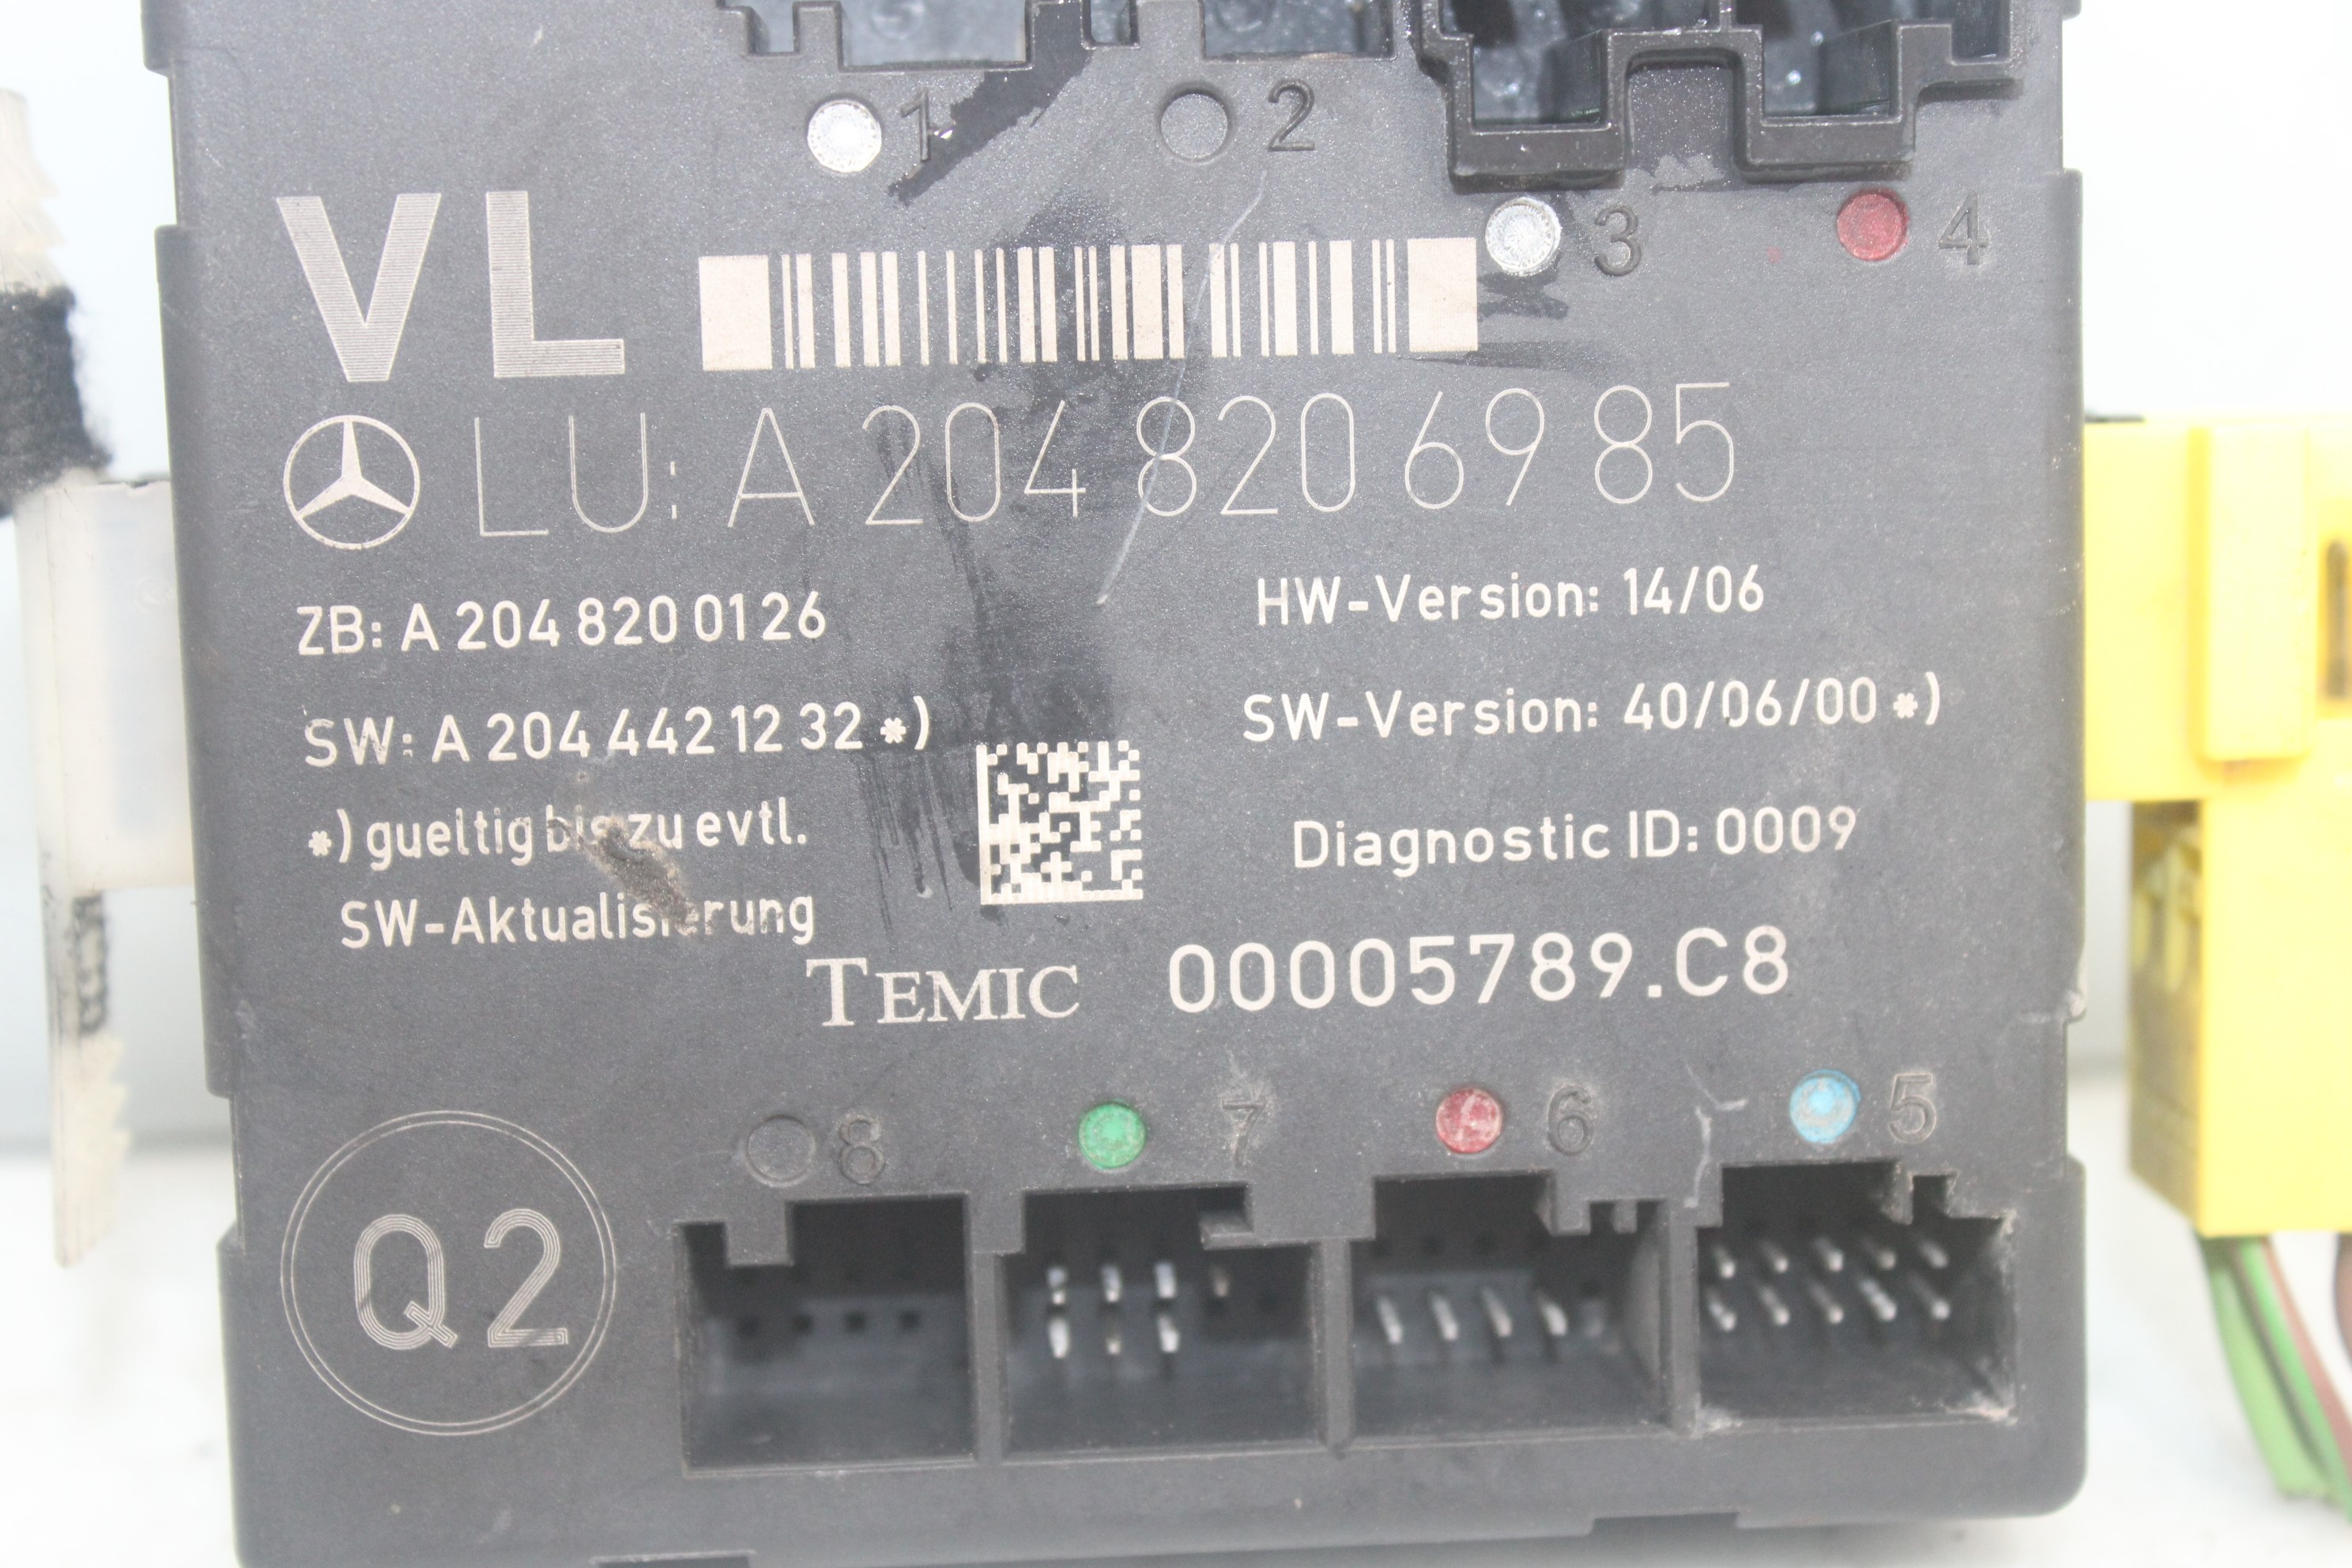 1 2
3 4
VL
LU: A 204 820 69 85
ZB: A 204 820 01 26
HW-Version: 14/06
SW: A 204 442 12 32 *)
SW-Version: 40/06/00 *)
*) gueltig bis zu evtl.
SW-Aktualisierung
Diagnostic ID: 0009
TEMIC 00005789.C8
8 7 6 5
Q2